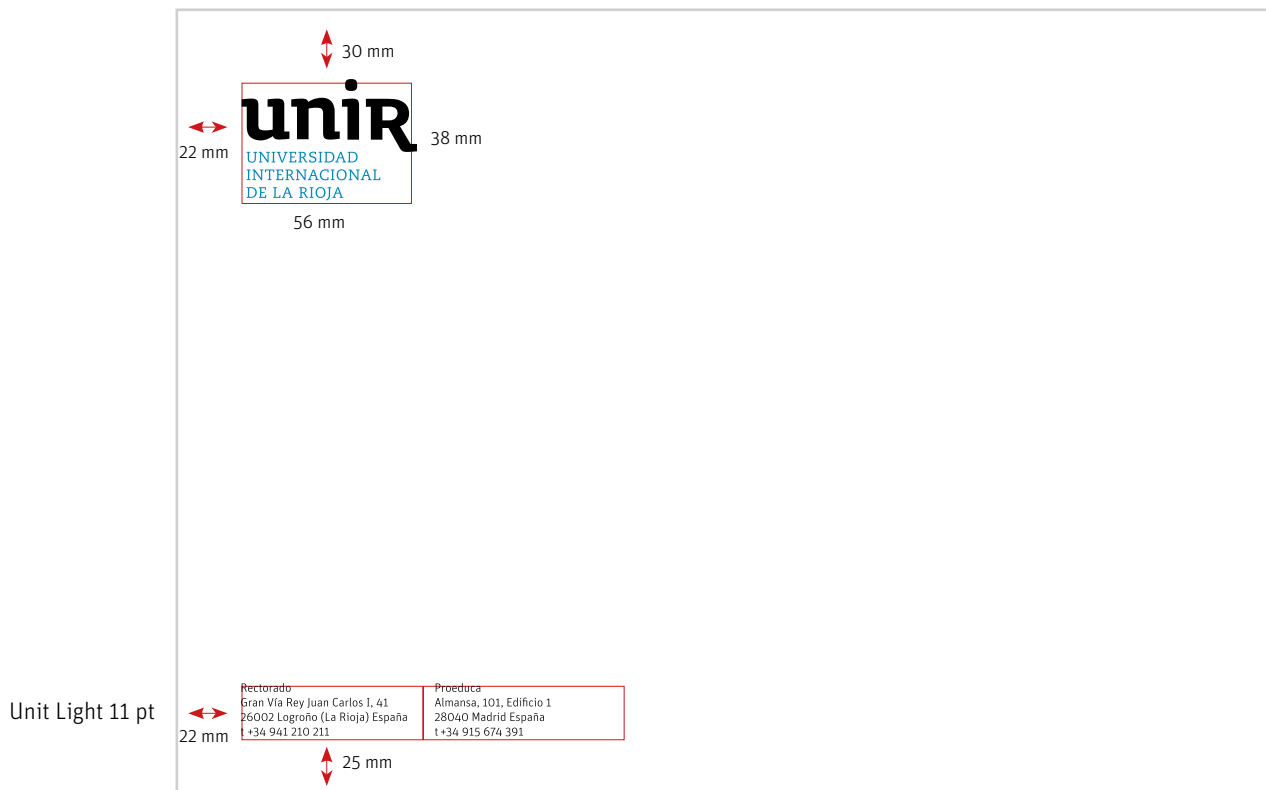 30 mm
unir
22 mm
38 mm
UNIVERSIDAD
INTERNACIONAL
DE LA RIOJA
56 mm
Unit Light 11 pt
22 mm
Rectorado
Gran Vía Rey Juan Carlos I, 41
26002 Logroño (La Rioja) España
t +34 941 210 211
Proeduca
Almansa, 101, Edificio 1
28040 Madrid España
t +34 915 674 391
25 mm